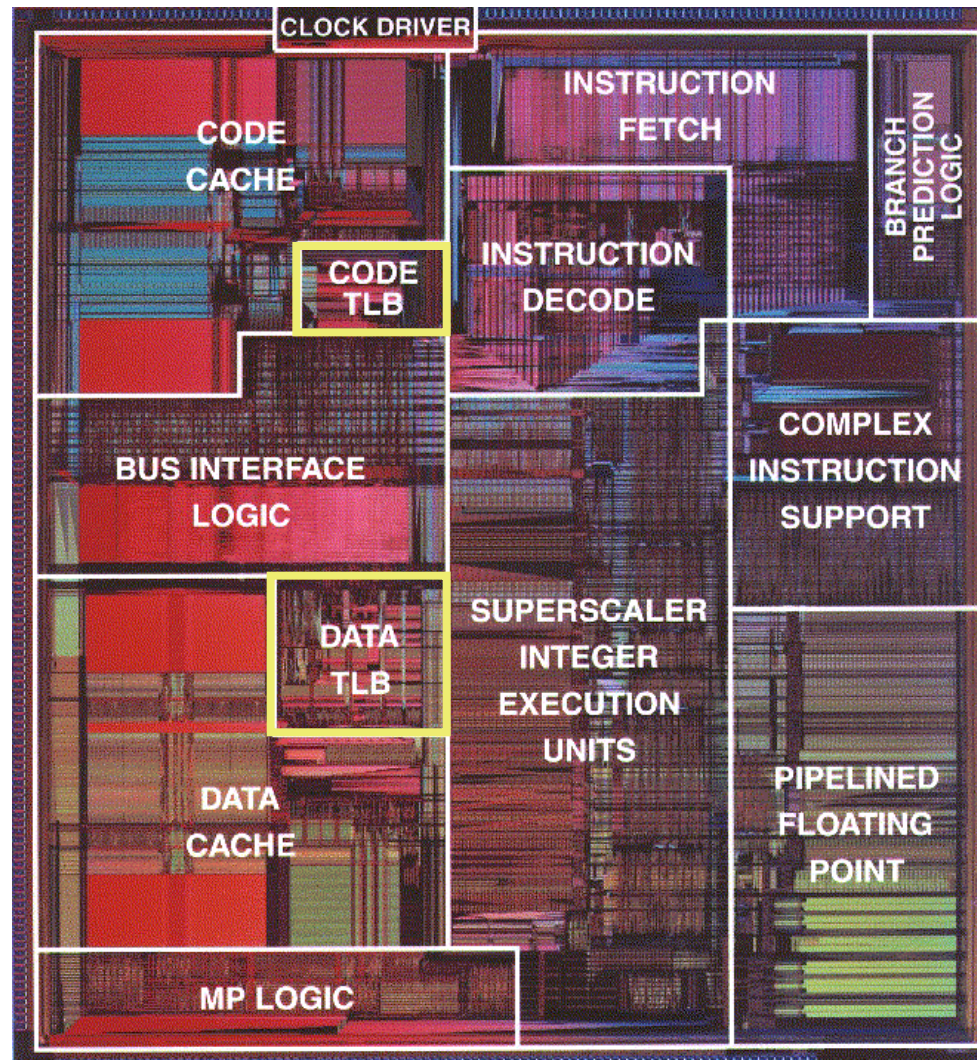 CLOCK DRIVER
CODE
CACHE
INSTRUCTION
FETCH
BRANCH
PREDICTION
LOGIC
CODE
TLB
INSTRUCTION
DECODE
BUS INTERFACE
LOGIC
COMPLEX
INSTRUCTION
SUPPORT
DATA
TLB
SUPERSCALER
INTEGER
EXECUTION
UNITS
DATA
CACHE
PIPELINED
FLOATING
POINT
MP LOGIC